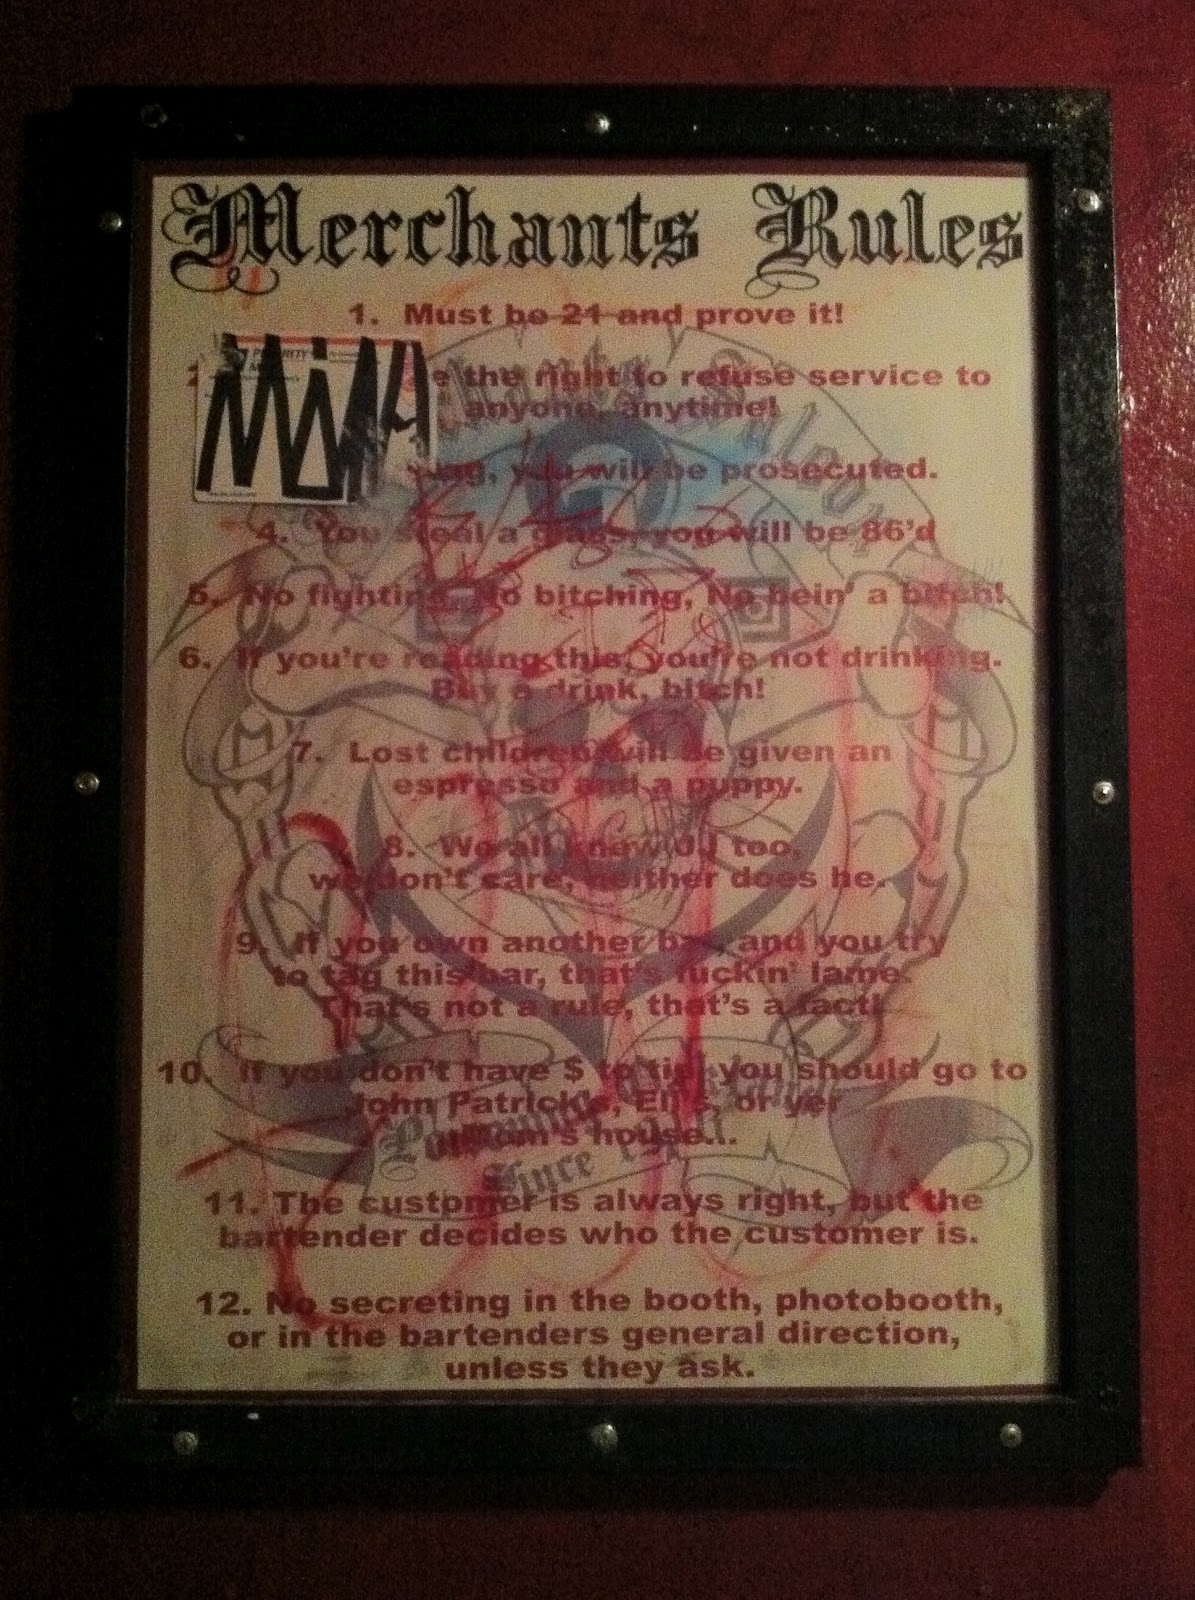 Merchants Rules
1. Must be 21 and prove it!
the right to refuse service to
anyone, anytime!
you will be prosecuted.
4. You steal a glass, you will be 86'd
5. No fighting, No bitching, No bein' a bitch!
6. If you're reading this, you're not drinking.
Buy a drink, bitch!
7. Lost children will be given an
espresso and a puppy.
8. We all know JJ too,
we don't care, neither does he.
9. If you own another bar and you try
to tag this bar, that's fuckin' lame.
That's not a rule, that's a fact!
10. If you don't have $ to tip you should go to
John Patrick's, Eli's, or yer
mom's house...
Since
11. The customer is always right, but the
bartender decides who the customer is.
12. No secreting in the booth, photobooth,
or in the bartenders general direction,
unless they ask.